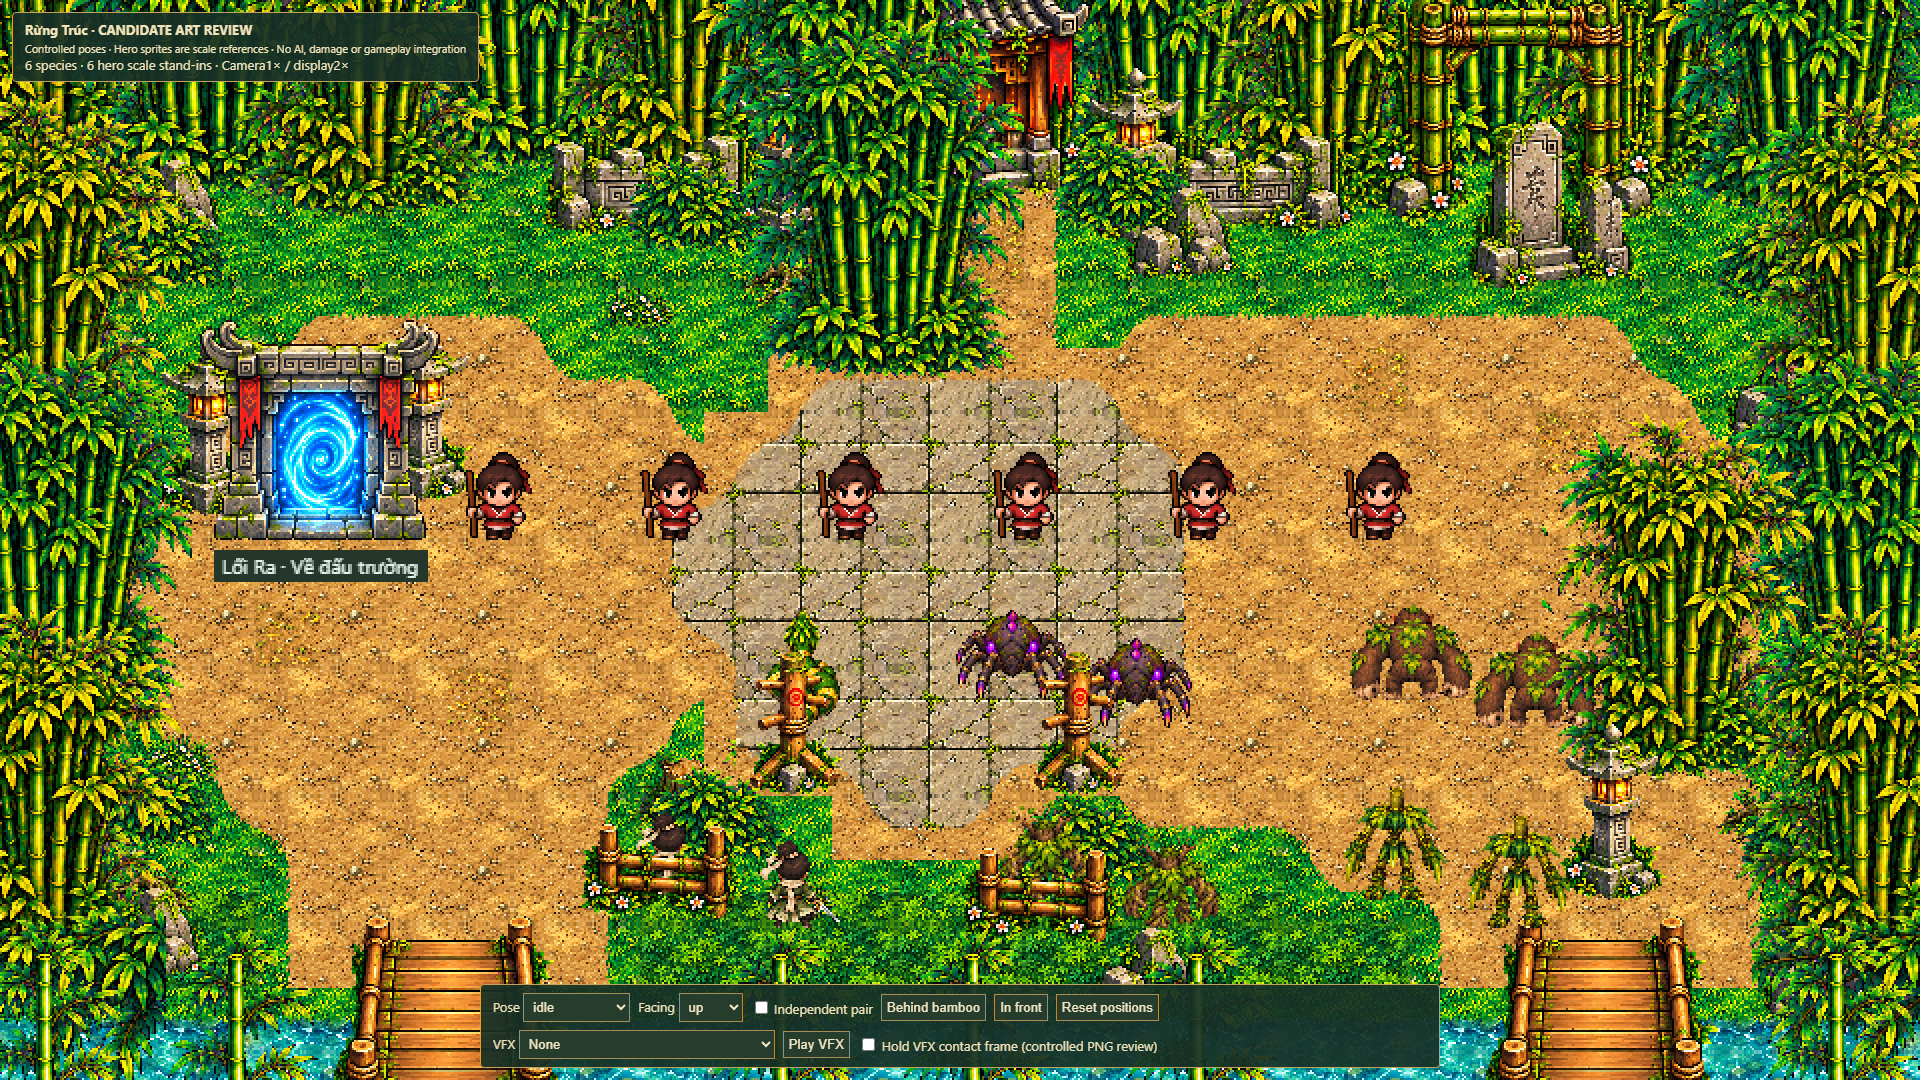 Rừng Trúc · CANDIDATE ART REVIEW
Controlled poses · Hero sprites are scale references · No AI, damage or gameplay integration
6 species · 6 hero scale stand-ins · Camera1× / display2×
Lối Ra - Về đấu trường
Pose idle Facing up Independent pair Behind bamboo In front Reset positions
VFX None Play VFX Hold VFX contact frame (controlled PNG review)